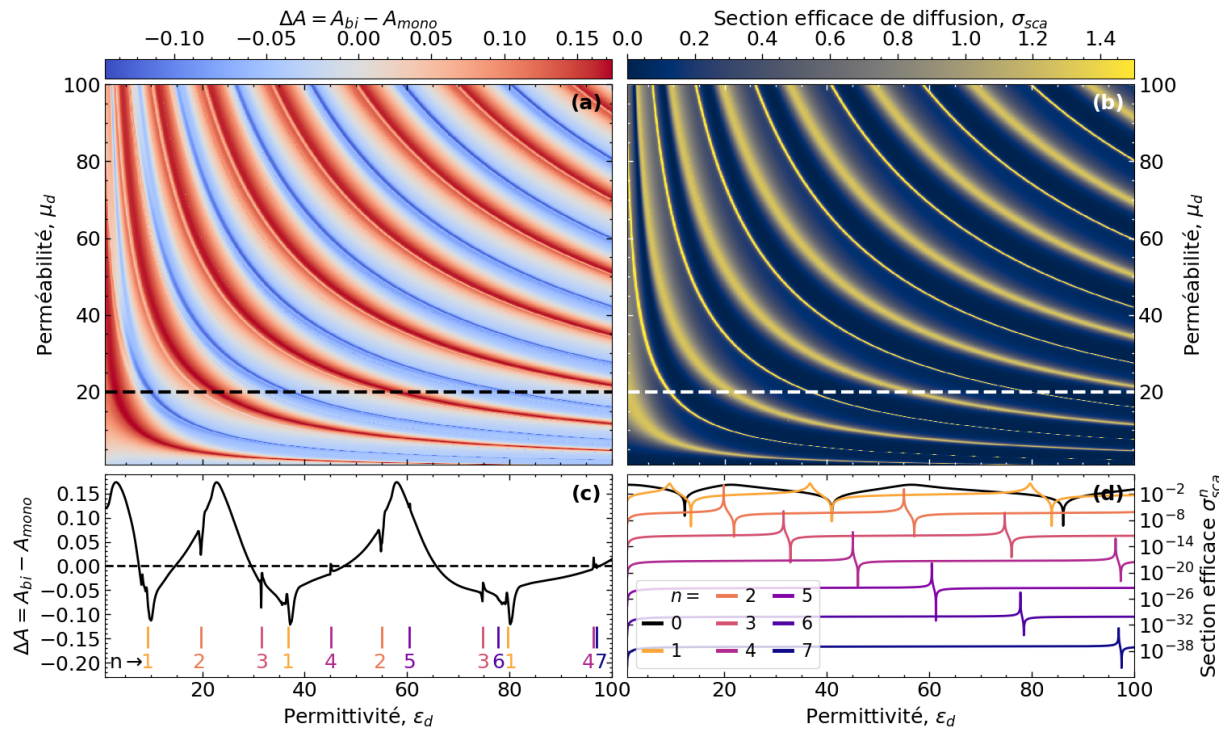 ΔA = A_bi − A_mono
Section efficace de diffusion, σ_sca
−0.10 −0.05 0.00 0.05 0.10 0.15
0.0 0.2 0.4 0.6 0.8 1.0 1.2 1.4
(a)
(b)
100
80
60
40
20
Perméabilité, μ_d
100
80
60
40
20
Perméabilité, μ_d
(c)
0.15
0.10
0.05
0.00
−0.05
−0.10
−0.15
−0.20
ΔA = A_bi − A_mono
n → 1 2 3 1 4 2 5 3 6 1 4 7
20 40 60 80 100
Permittivité, ε_d
(d)
10^−2
10^−8
10^−14
10^−20
10^−26
10^−32
10^−38
Section efficace σ^n_sca
n = 2 5
0 3 6
1 4 7
20 40 60 80 100
Permittivité, ε_d